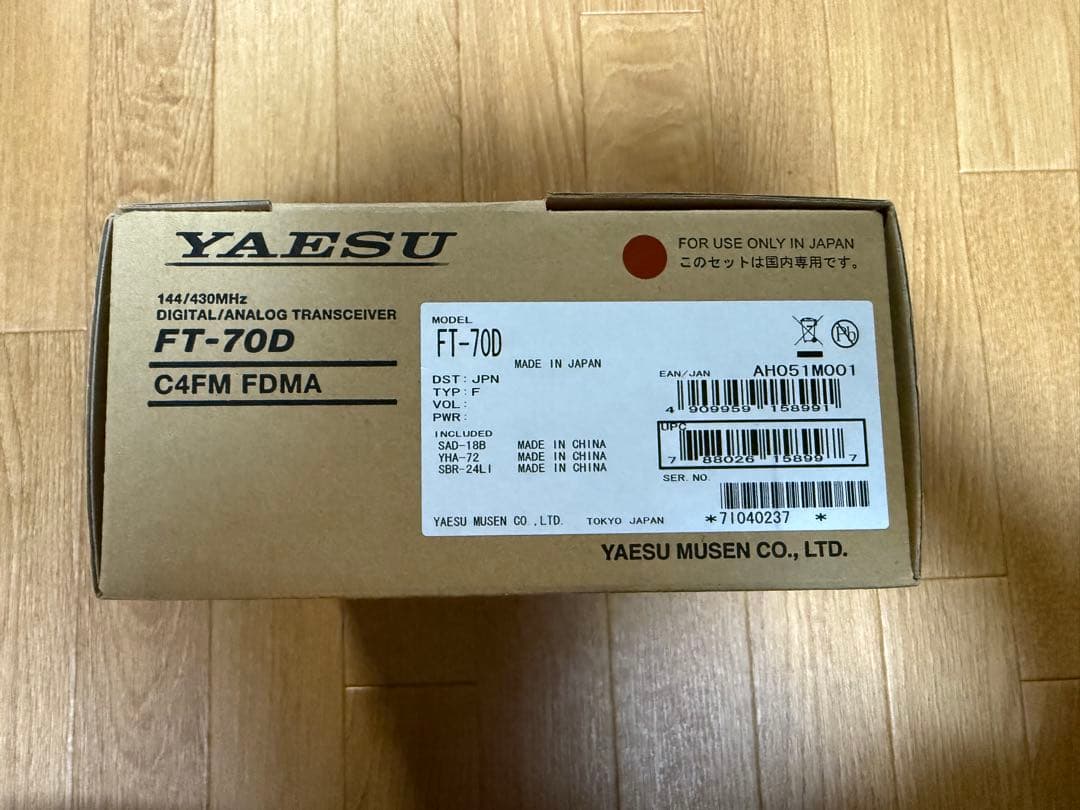 YAESU
144/430MHz
DIGITAL/ANALOG TRANSCEIVER
FT-70D
C4FM FDMA
FOR USE ONLY IN JAPAN
このセットは国内専用です。
MODEL
FT-70D
MADE IN JAPAN
DST: JPN
TYP: F
VOL:
PWR:
INCLUDED
SAD-18B MADE IN CHINA
YHA-72 MADE IN CHINA
SBR-24LI MADE IN CHINA
YAESU MUSEN CO.,LTD. TOKYO JAPAN
Pb
EAN/JAN AH051M001
4 909959 158991
UPC
7 88026 15899 7
SER. NO.
*71040237 *
YAESU MUSEN CO., LTD.